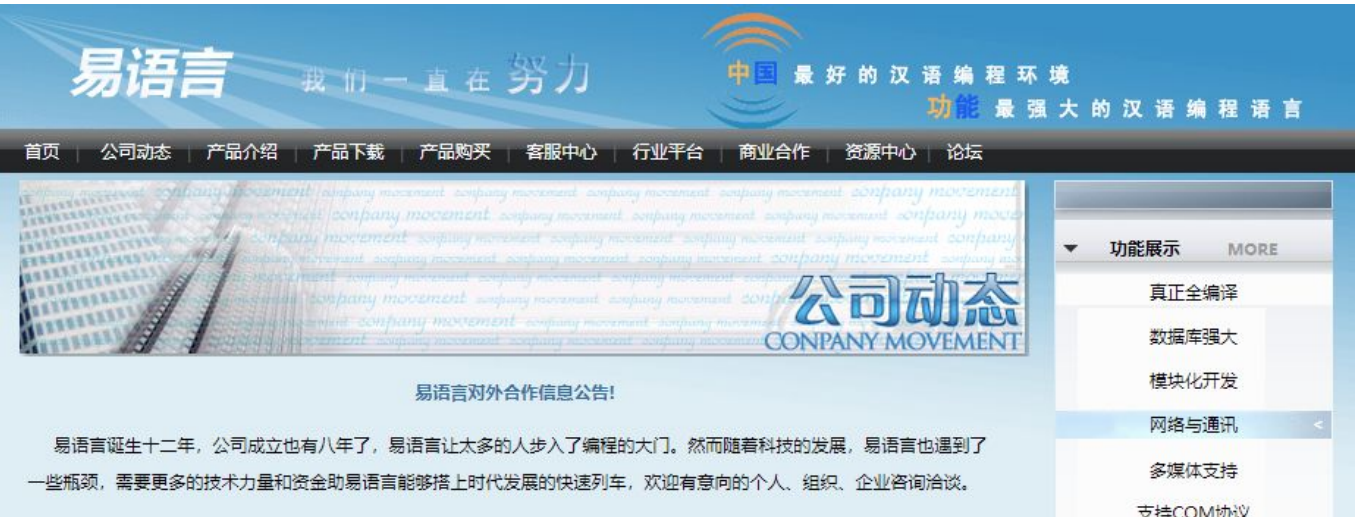 易语言
我们一直在努力
中国最好的汉语编程环境
功能最强大的汉语编程语言
首页 | 公司动态 | 产品介绍 | 产品下载 | 产品购买 | 客服中心 | 行业平台 | 商业合作 | 资源中心 | 论坛
公司动态
CONPANY MOVEMENT
易语言对外合作信息公告!
易语言诞生十二年，公司成立也有八年了，易语言让太多的人步入了编程的大门。然而随着科技的发展，易语言也遇到了
一些瓶颈，需要更多的技术力量和资金助易语言能够搭上时代发展的快速列车，欢迎有意向的个人、组织、企业咨询洽谈。
功能展示 MORE
真正全编译
数据库强大
模块化开发
网络与通讯 <
多媒体支持
支持COM协议